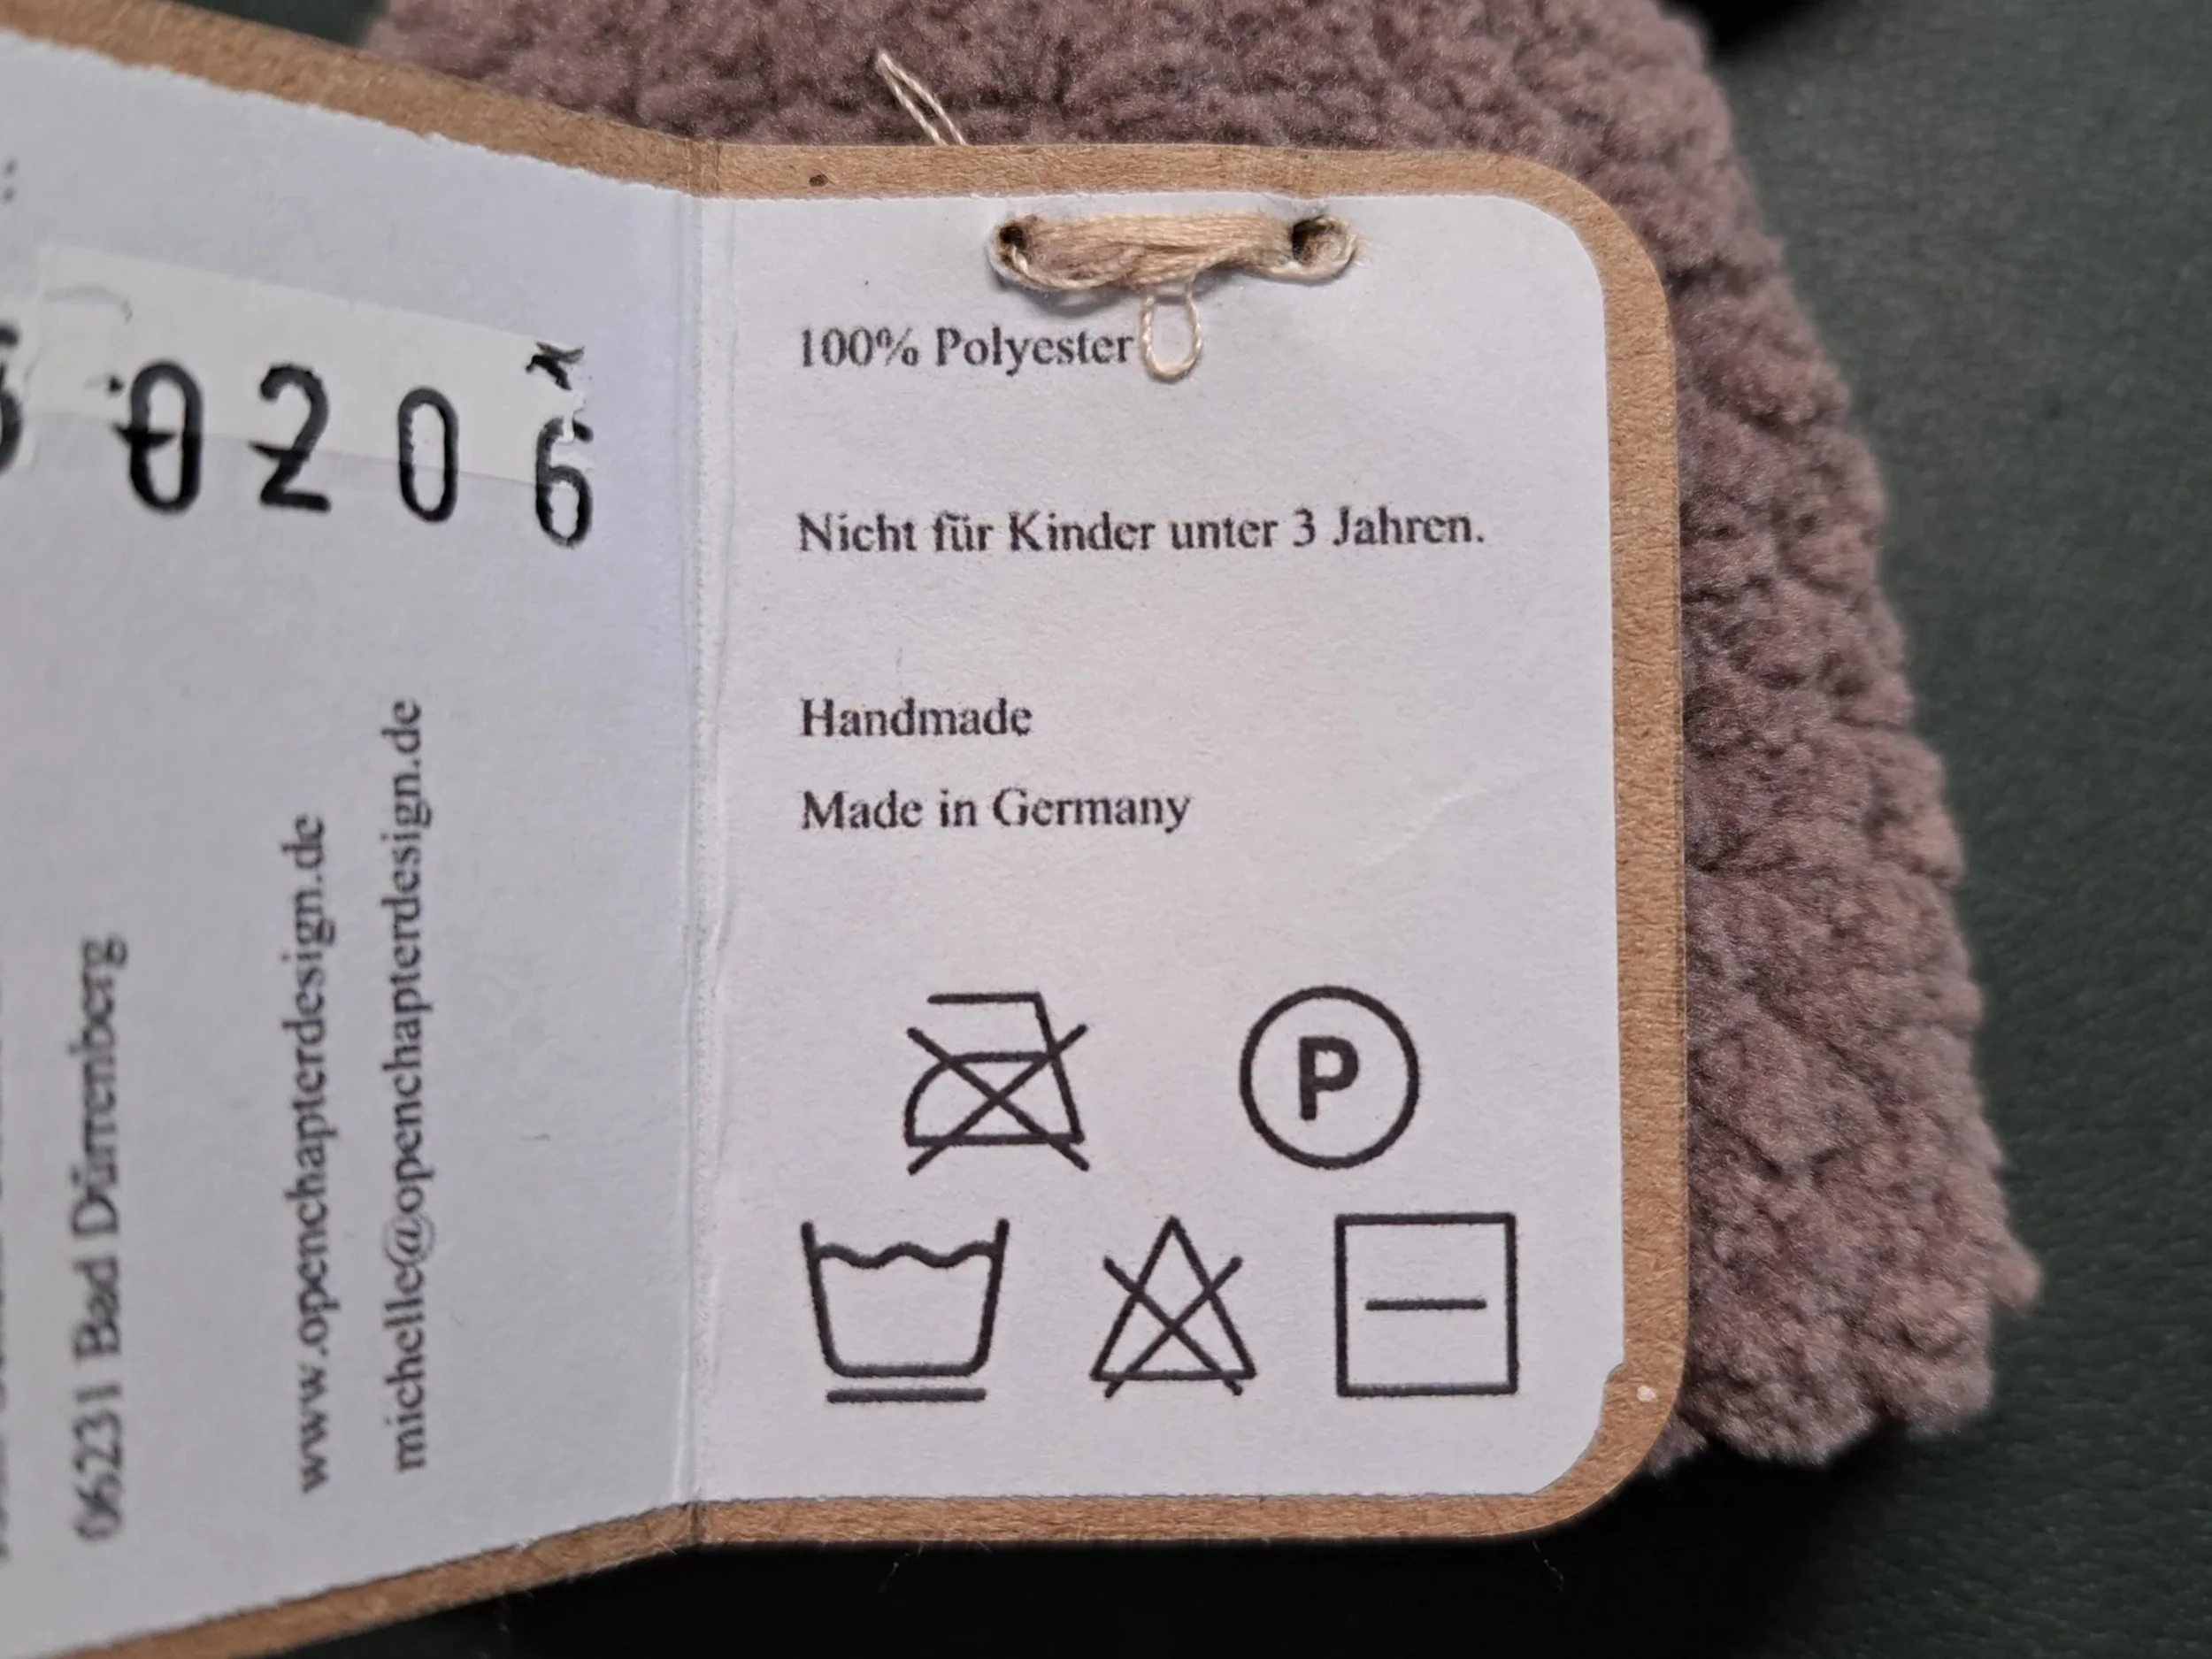 0206
06231 Bad Dürrenberg
www.openchapterdesign.de
michelle@openchapterdesign.de
100% Polyester
Nicht für Kinder unter 3 Jahren.
Handmade
Made in Germany
P